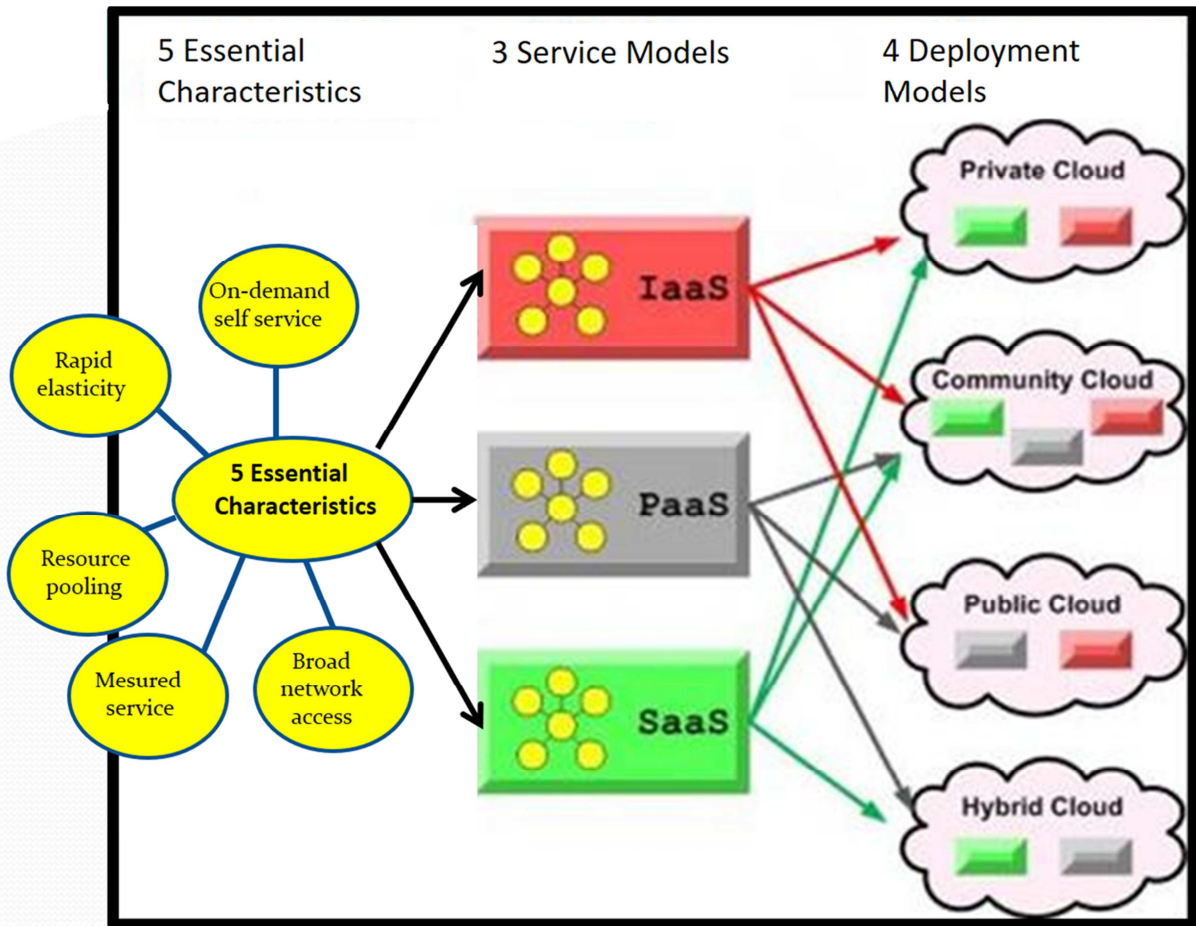 5 Essential
Characteristics
3 Service Models
4 Deployment
Models
On-demand
self service
Rapid
elasticity
5 Essential
Characteristics
Resource
pooling
Mesured
service
Broad
network
access
IaaS
PaaS
SaaS
Private Cloud
Community Cloud
Public Cloud
Hybrid Cloud